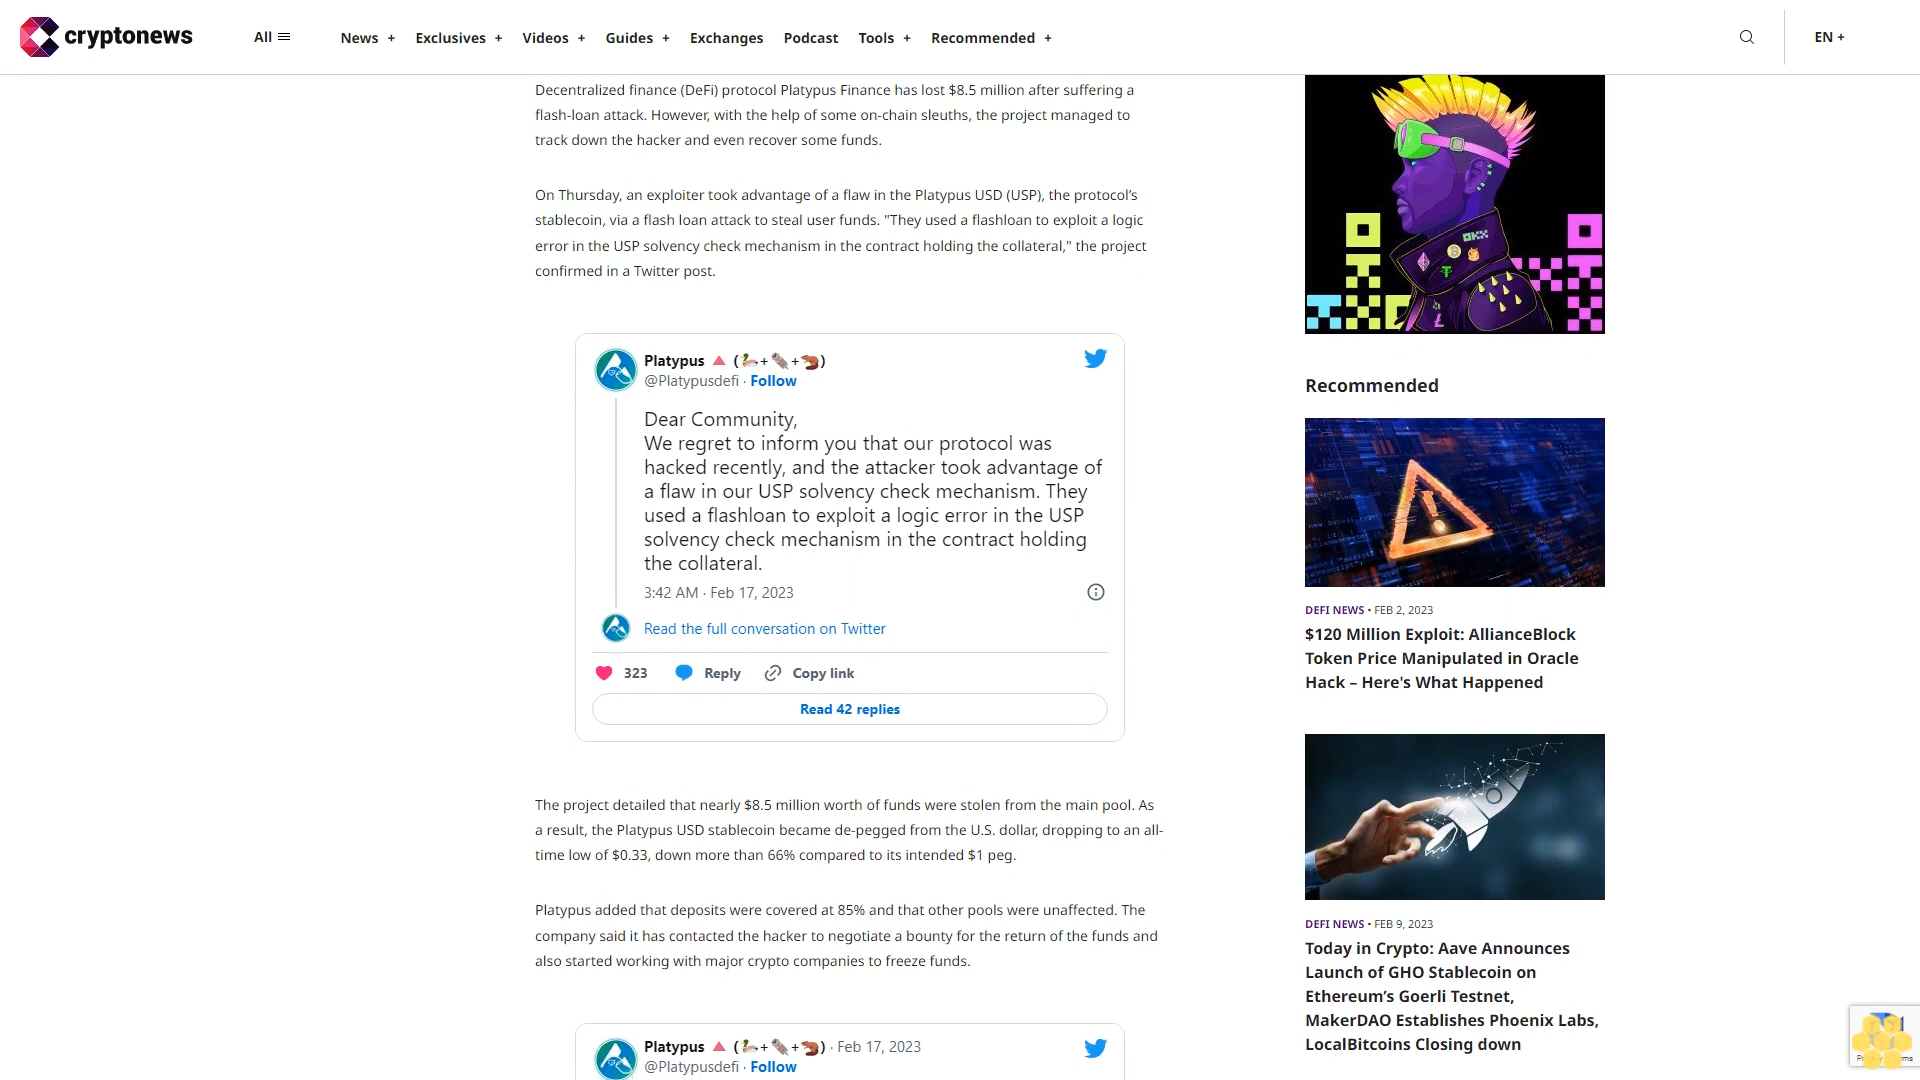 cryptonews
All
News +
Exclusives +
Videos +
Guides +
Exchanges
Podcast
Tools +
Recommended +
EN +
Decentralized finance (DeFi) protocol Platypus Finance has lost $8.5 million after suffering a
flash-loan attack. However, with the help of some on-chain sleuths, the project managed to
track down the hacker and even recover some funds.
On Thursday, an exploiter took advantage of a flaw in the Platypus USD (USP), the protocol’s
stablecoin, via a flash loan attack to steal user funds. "They used a flashloan to exploit a logic
error in the USP solvency check mechanism in the contract holding the collateral," the project
confirmed in a Twitter post.
Platypus 🔺 (🦆+🦦+🦫)
@Platypusdefi · Follow
Dear Community,
We regret to inform you that our protocol was
hacked recently, and the attacker took advantage of
a flaw in our USP solvency check mechanism. They
used a flashloan to exploit a logic error in the USP
solvency check mechanism in the contract holding
the collateral.
3:42 AM · Feb 17, 2023
Read the full conversation on Twitter
323
Reply
Copy link
Read 42 replies
The project detailed that nearly $8.5 million worth of funds were stolen from the main pool. As
a result, the Platypus USD stablecoin became de-pegged from the U.S. dollar, dropping to an all-
time low of $0.33, down more than 66% compared to its intended $1 peg.
Platypus added that deposits were covered at 85% and that other pools were unaffected. The
company said it has contacted the hacker to negotiate a bounty for the return of the funds and
also started working with major crypto companies to freeze funds.
Platypus 🔺 (🦆+🦦+🦫) · Feb 17, 2023
@Platypusdefi · Follow
OKX
Recommended
DEFI NEWS • FEB 2, 2023
$120 Million Exploit: AllianceBlock
Token Price Manipulated in Oracle
Hack – Here's What Happened
DEFI NEWS • FEB 9, 2023
Today in Crypto: Aave Announces
Launch of GHO Stablecoin on
Ethereum’s Goerli Testnet,
MakerDAO Establishes Phoenix Labs,
LocalBitcoins Closing down